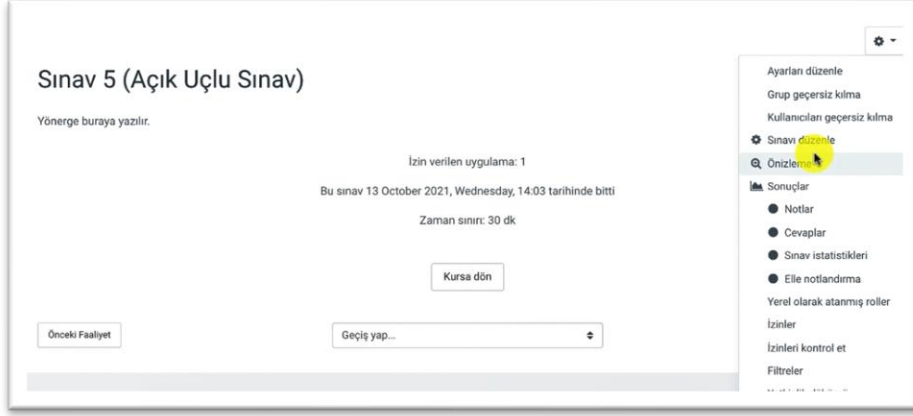 Sınav 5 (Açık Uçlu Sınav)
Yönerge buraya yazılır.
İzin verilen uygulama: 1
Bu sınav 13 October 2021, Wednesday, 14:03 tarihinde bitti
Zaman sınırı: 30 dk
Kursa dön
Önceki Faaliyet
Geçiş yap...
Ayarları düzenle
Grup geçersiz kılma
Kullanıcıları geçersiz kılma
Sınavı düzenle
Önizleme
Sonuçlar
Notlar
Cevaplar
Sınav istatistikleri
Elle notlandırma
Yerel olarak atanmış roller
İzinler
İzinleri kontrol et
Filtreler